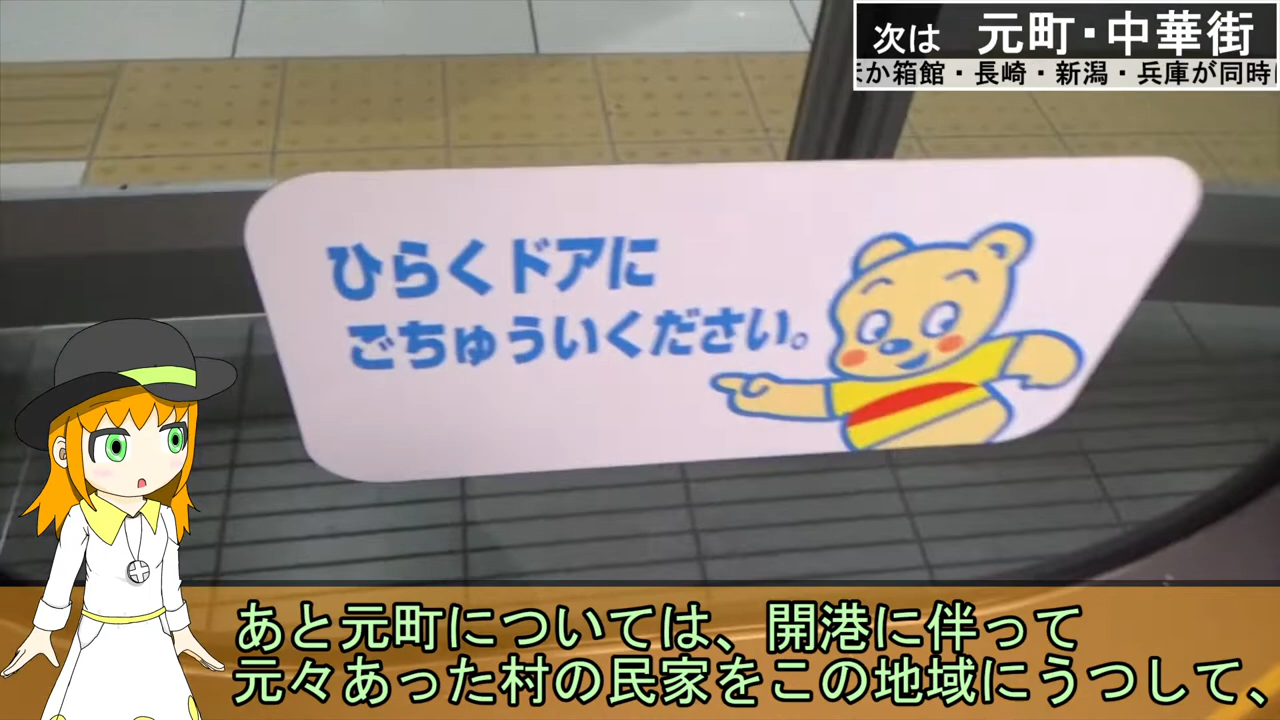 次は 元町・中華街
か箱館・長崎・新潟・兵庫が同時
ひらくドアに
ごちゅういください。
あと元町については、開港に伴って
元々あった村の民家をこの地域にうつして、